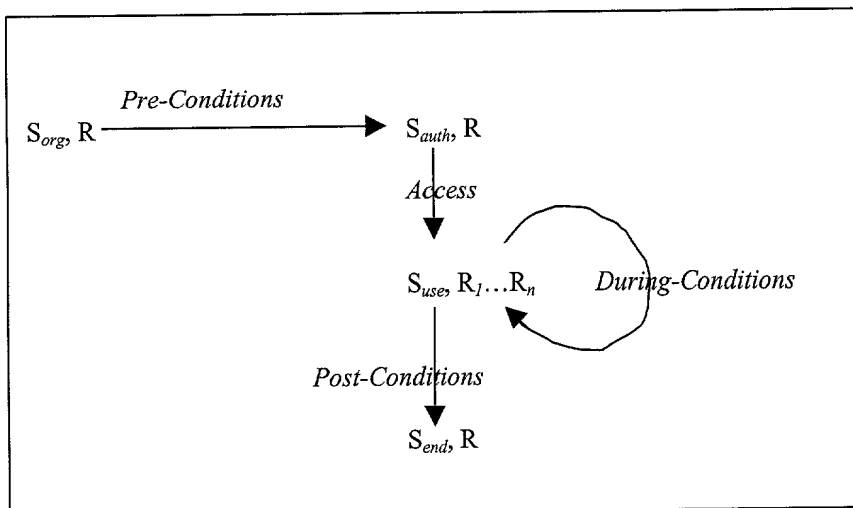 Pre-Conditions
S_org, R
S_auth, R
Access
S_use, R_1...R_n
During-Conditions
Post-Conditions
S_end, R